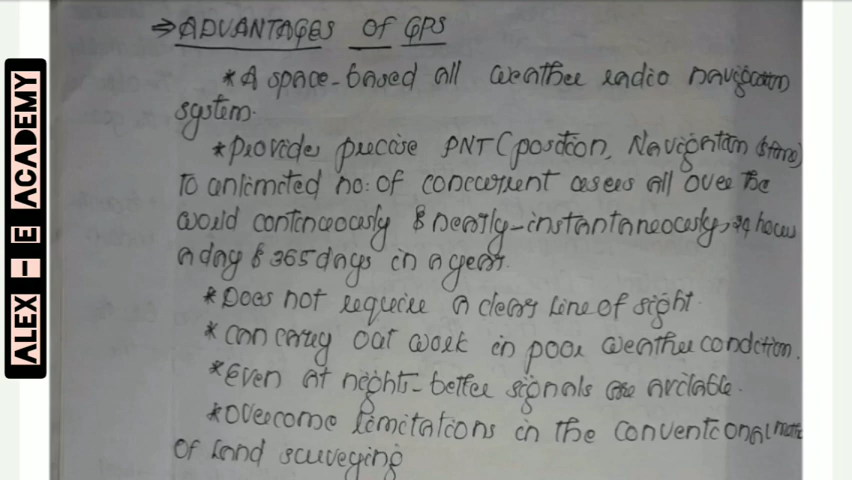 ALEX - E ACADEMY
→ ADVANTAGES OF GPS
* A space-based all weather radio navigation
system.
* Provides precise PNT (position, Navigation & time)
To unlimited no: of concurrent users all over the
world continuously & nearly-instantaneously, 24 hours
a day & 365 days in a year.
* Does not require a clear line of sight.
* can carry out work in poor weather condition.
* Even at nights-better signals are available.
* Overcome limitations in the conventional
of land surveying